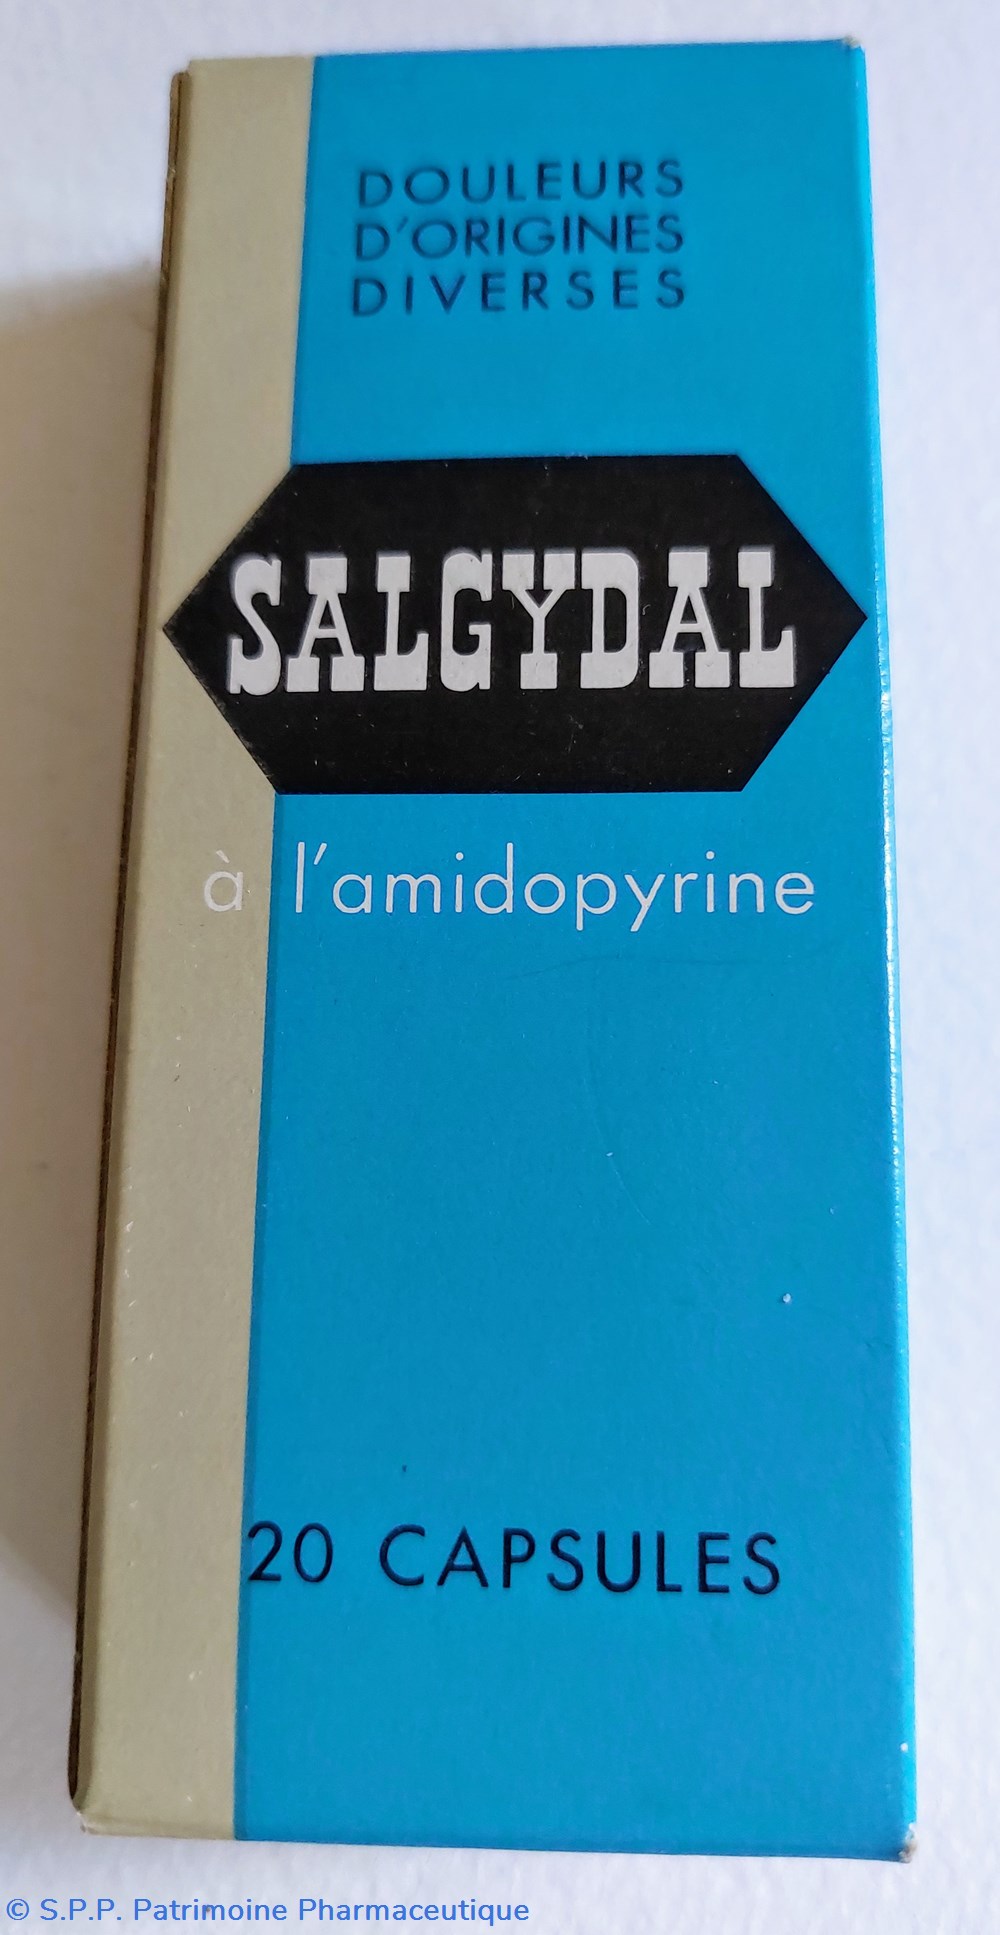 DOULEURS
D'ORIGINES
DIVERSES
SALGYDAL
à l'amidopyrine
20 CAPSULES
© S.P.P. Patrimoine Pharmaceutique